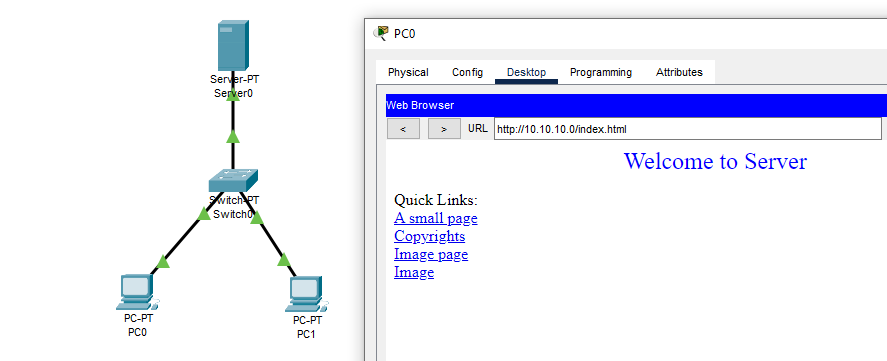 Server-PT
Server0
Switch-PT
Switch0
PC-PT
PC0
PC-PT
PC1
PC0
Physical
Config
Desktop
Programming
Attributes
Web Browser
<
>
URL
http://10.10.10.0/index.html
Welcome to Server
Quick Links:
A small page
Copyrights
Image page
Image